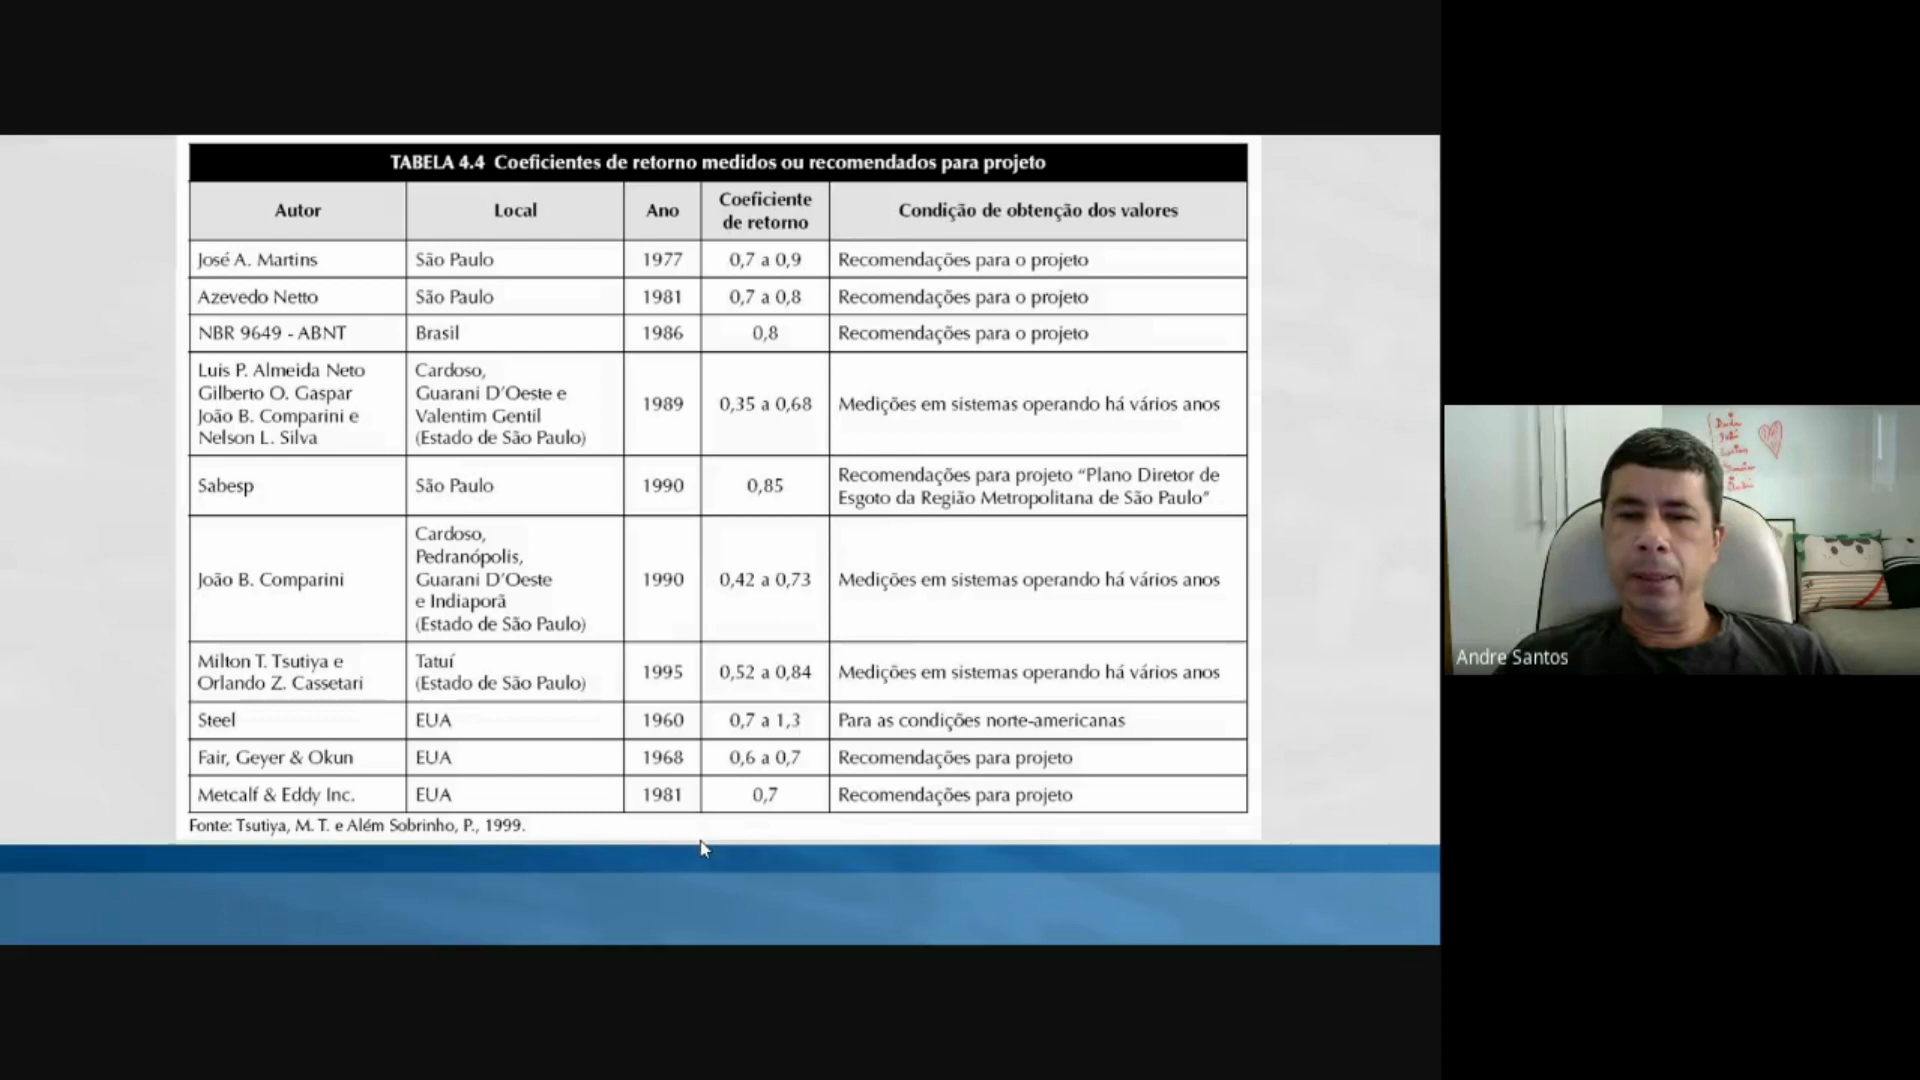 TABELA 4.4 Coeficientes de retorno medidos ou recomendados para projeto
Autor Local Ano Coeficiente de retorno Condição de obtenção dos valores
José A. Martins São Paulo 1977 0,7 a 0,9 Recomendações para o projeto
Azevedo Netto São Paulo 1981 0,7 a 0,8 Recomendações para o projeto
NBR 9649 - ABNT Brasil 1986 0,8 Recomendações para o projeto
Luis P. Almeida Neto
Gilberto O. Gaspar
João B. Comparini e
Nelson L. Silva
Cardoso,
Guarani D'Oeste e
Valentim Gentil
(Estado de São Paulo)
1989 0,35 a 0,68 Medições em sistemas operando há vários anos
Sabesp São Paulo 1990 0,85
Recomendações para projeto “Plano Diretor de
Esgoto da Região Metropolitana de São Paulo”
João B. Comparini
Cardoso,
Pedranópolis,
Guarani D'Oeste
e Indiaporã
(Estado de São Paulo)
1990 0,42 a 0,73 Medições em sistemas operando há vários anos
Milton T. Tsutiya e
Orlando Z. Cassetari
Tatuí
(Estado de São Paulo)
1995 0,52 a 0,84 Medições em sistemas operando há vários anos
Steel EUA 1960 0,7 a 1,3 Para as condições norte-americanas
Fair, Geyer & Okun EUA 1968 0,6 a 0,7 Recomendações para projeto
Metcalf & Eddy Inc. EUA 1981 0,7 Recomendações para projeto
Fonte: Tsutiya, M. T. e Além Sobrinho, P., 1999.
Andre Santos